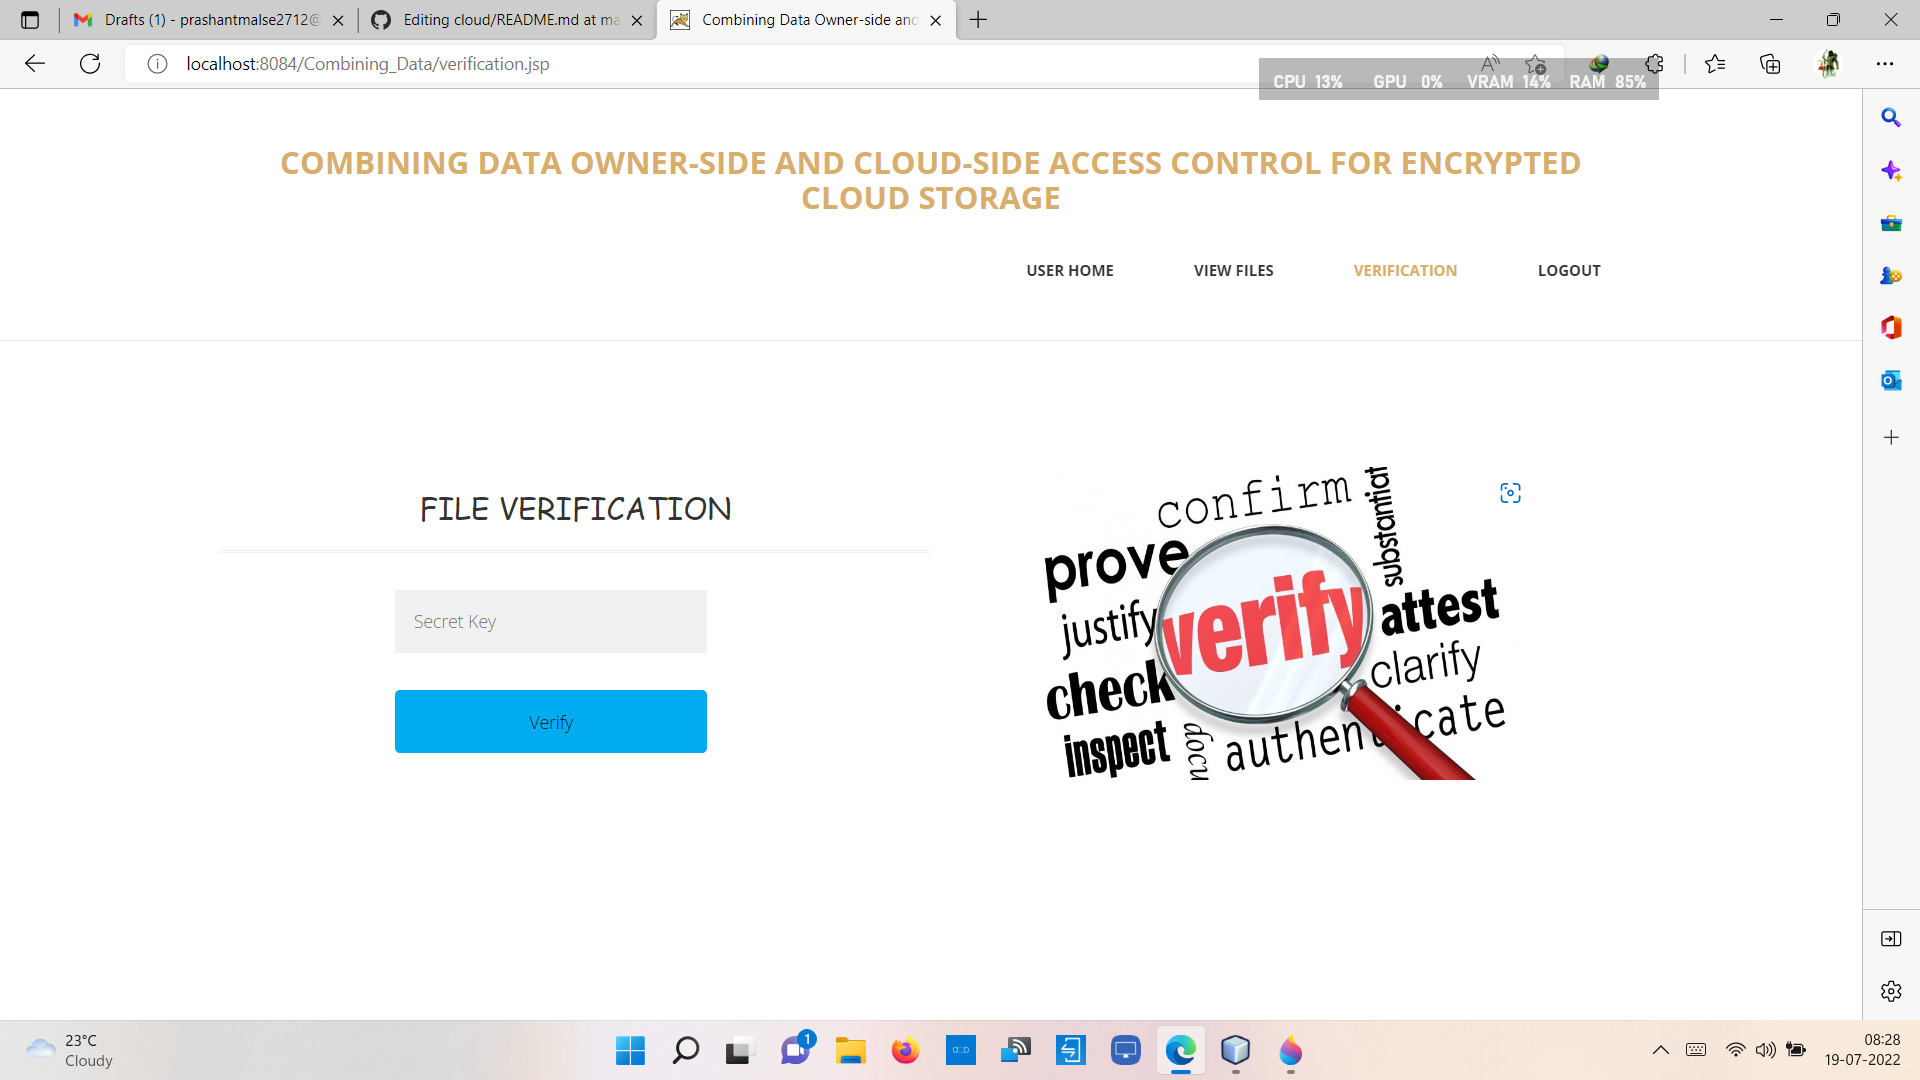 Drafts (1) - prashantmalse2712@
Editing cloud/README.md at ma
Combining Data Owner-side and
localhost:8084/Combining_Data/verification.jsp
CPU 13% GPU 0% VRAM 14% RAM 85%
COMBINING DATA OWNER-SIDE AND CLOUD-SIDE ACCESS CONTROL FOR ENCRYPTED
CLOUD STORAGE
USER HOME VIEW FILES VERIFICATION LOGOUT
FILE VERIFICATION
Secret Key
Verify
confirm
substantiat
prove
verify
attest
justify
clarify
check
authenticate
inspect
docu
23°C
Cloudy
1
08:28
19-07-2022